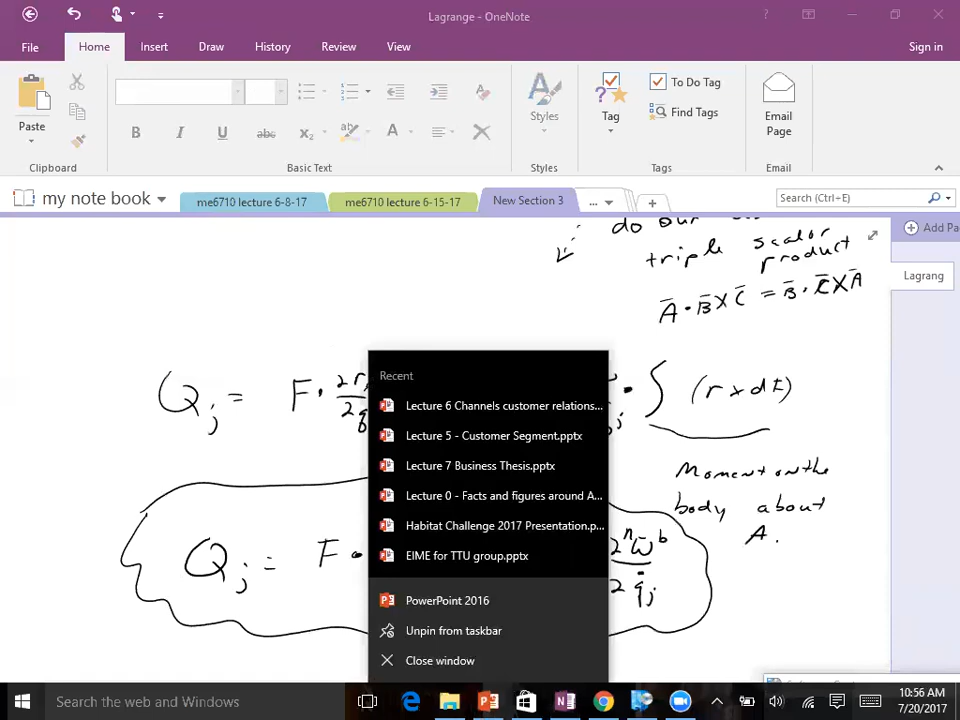 Lagrange - OneNote
File
Home
Insert
Draw
History
Review
View
Sign in
Paste
B I U abc x₂ A
Styles
Tag
To Do Tag
Find Tags
Email Page
Clipboard
Basic Text
Styles
Tags
Email
my note book
me6710 lecture 6-8-17
me6710 lecture 6-15-17
New Section 3
...
Search (Ctrl+E)
Add Pa
Lagrang
do our
triple scalar
product
A̅ · B̅ X C̅ = B̅ · C̅ X A̅
Qj = F ·
∫ (r x df)
Moment on the
body about
A.
Qj = F ·
Recent
Lecture 6 Channels customer relations...
Lecture 5 - Customer Segment.pptx
Lecture 7 Business Thesis.pptx
Lecture 0 - Facts and figures around A...
Habitat Challenge 2017 Presentation.p...
EIME for TTU group.pptx
PowerPoint 2016
Unpin from taskbar
Close window
Search the web and Windows
10:56 AM
7/20/2017